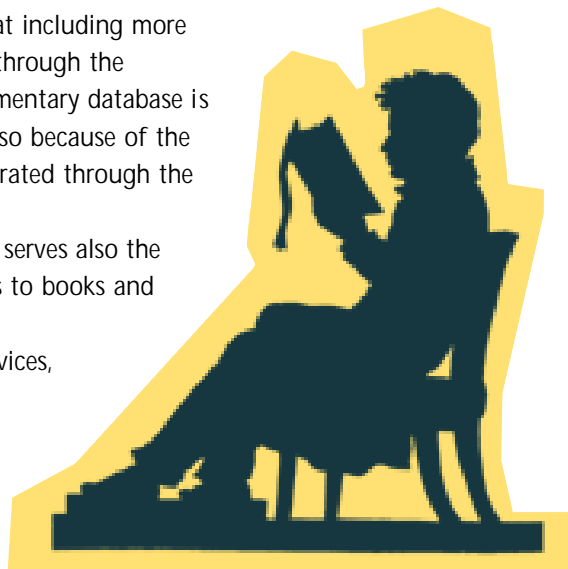 at including more
through the
mentary database is
so because of the
rated through the
serves also the
s to books and
vices,